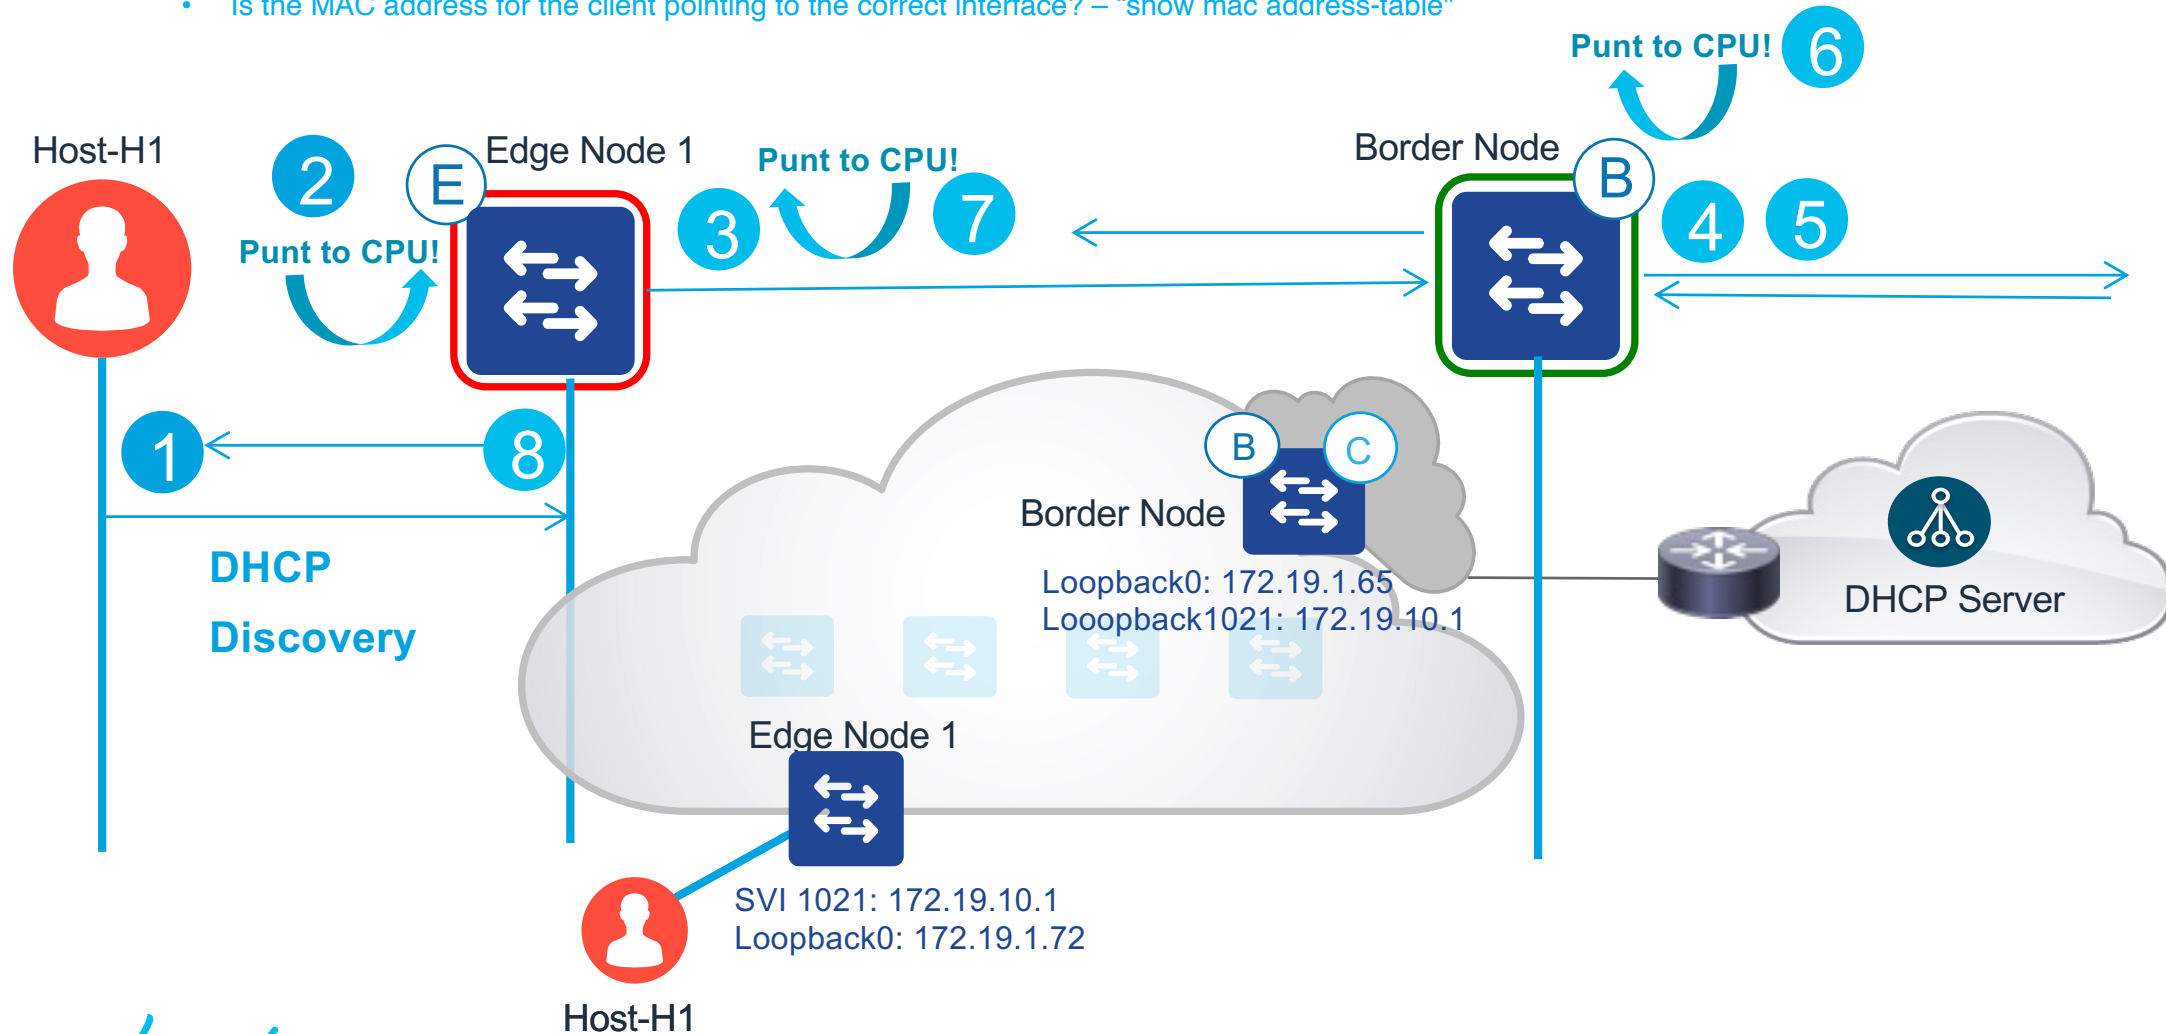 • Is the MAC address for the client pointing to the correct interface? – "show mac address-table"
Punt to CPU!
6
Host-H1
2
E
Edge Node 1
Punt to CPU!
3
7
Border Node
B
4
5
Punt to CPU!
1
8
B
C
Border Node
DHCP
Discovery
Loopback0: 172.19.1.65
Looopback1021: 172.19.10.1
DHCP Server
Edge Node 1
SVI 1021: 172.19.10.1
Loopback0: 172.19.1.72
Host-H1